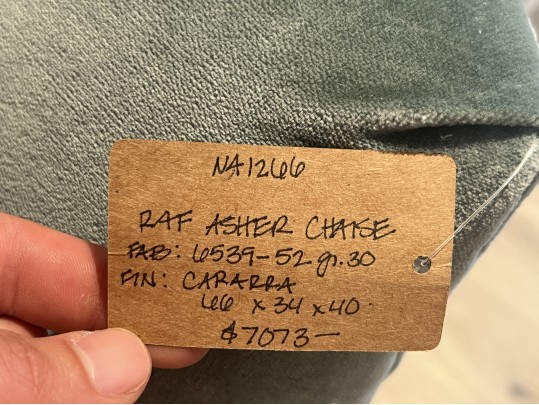 NA1266
RAF ASHER CHAISE
FAB: 6539-52 gr. 30
FIN: CARARRA
66 x 34 x 40
$7073—